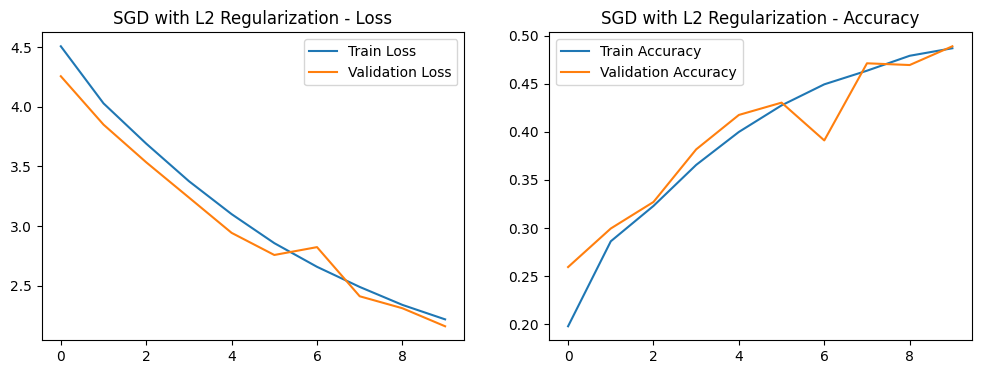 SGD with L2 Regularization - Loss
4.5
4.0
3.5
3.0
2.5
0 2 4 6 8
Train Loss
Validation Loss
SGD with L2 Regularization - Accuracy
0.50
0.45
0.40
0.35
0.30
0.25
0.20
0 2 4 6 8
Train Accuracy
Validation Accuracy